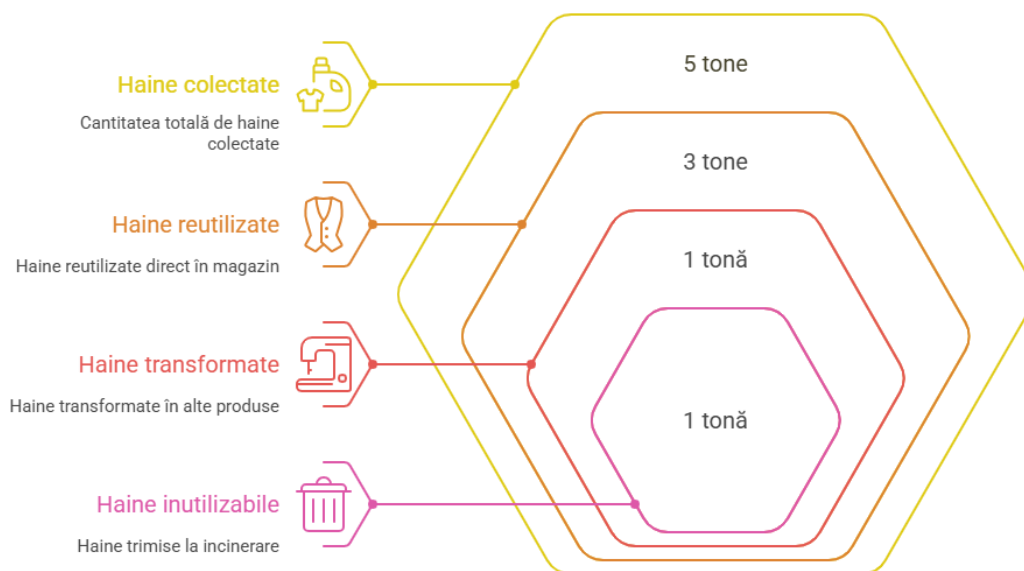 5 tone
Haine colectate
Cantitatea totală de haine
colectate
3 tone
Haine reutilizate
Haine reutilizate direct în magazin
1 tonă
Haine transformate
Haine transformate în alte produse
1 tonă
Haine inutilizabile
Haine trimise la incinerare